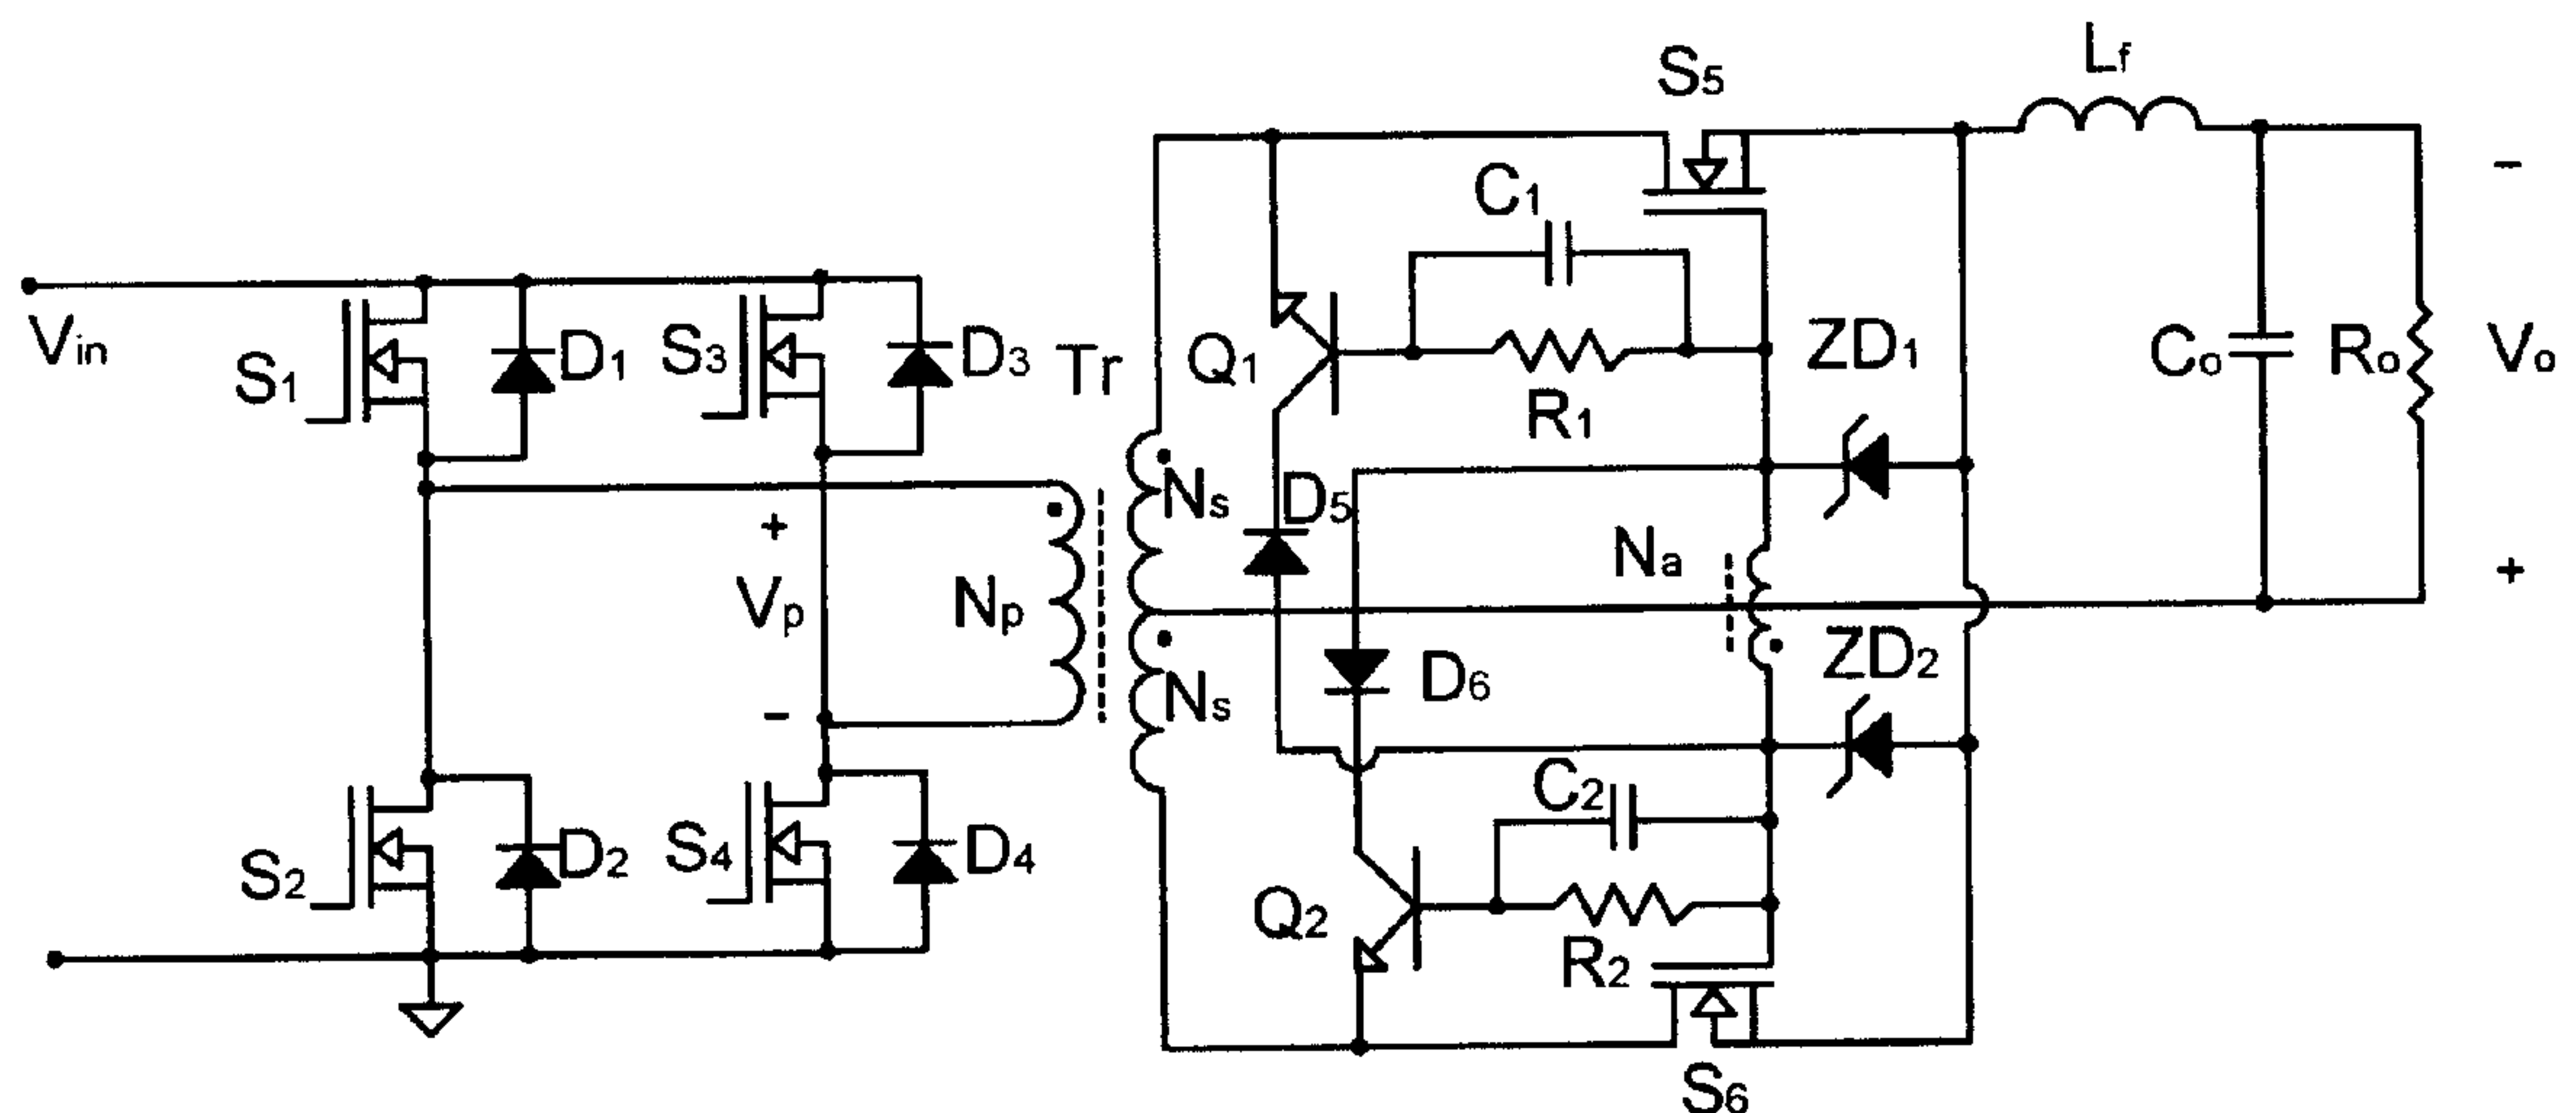 Lf
S5
C1
Vin
S1
D1
S3
D3
Tr
Q1
R1
ZD1
Co
Ro
−
Vo
+
Ns
D5
Na
+
Vp
−
Np
Ns
D6
ZD2
S2
D2
S4
D4
C2
Q2
R2
S6